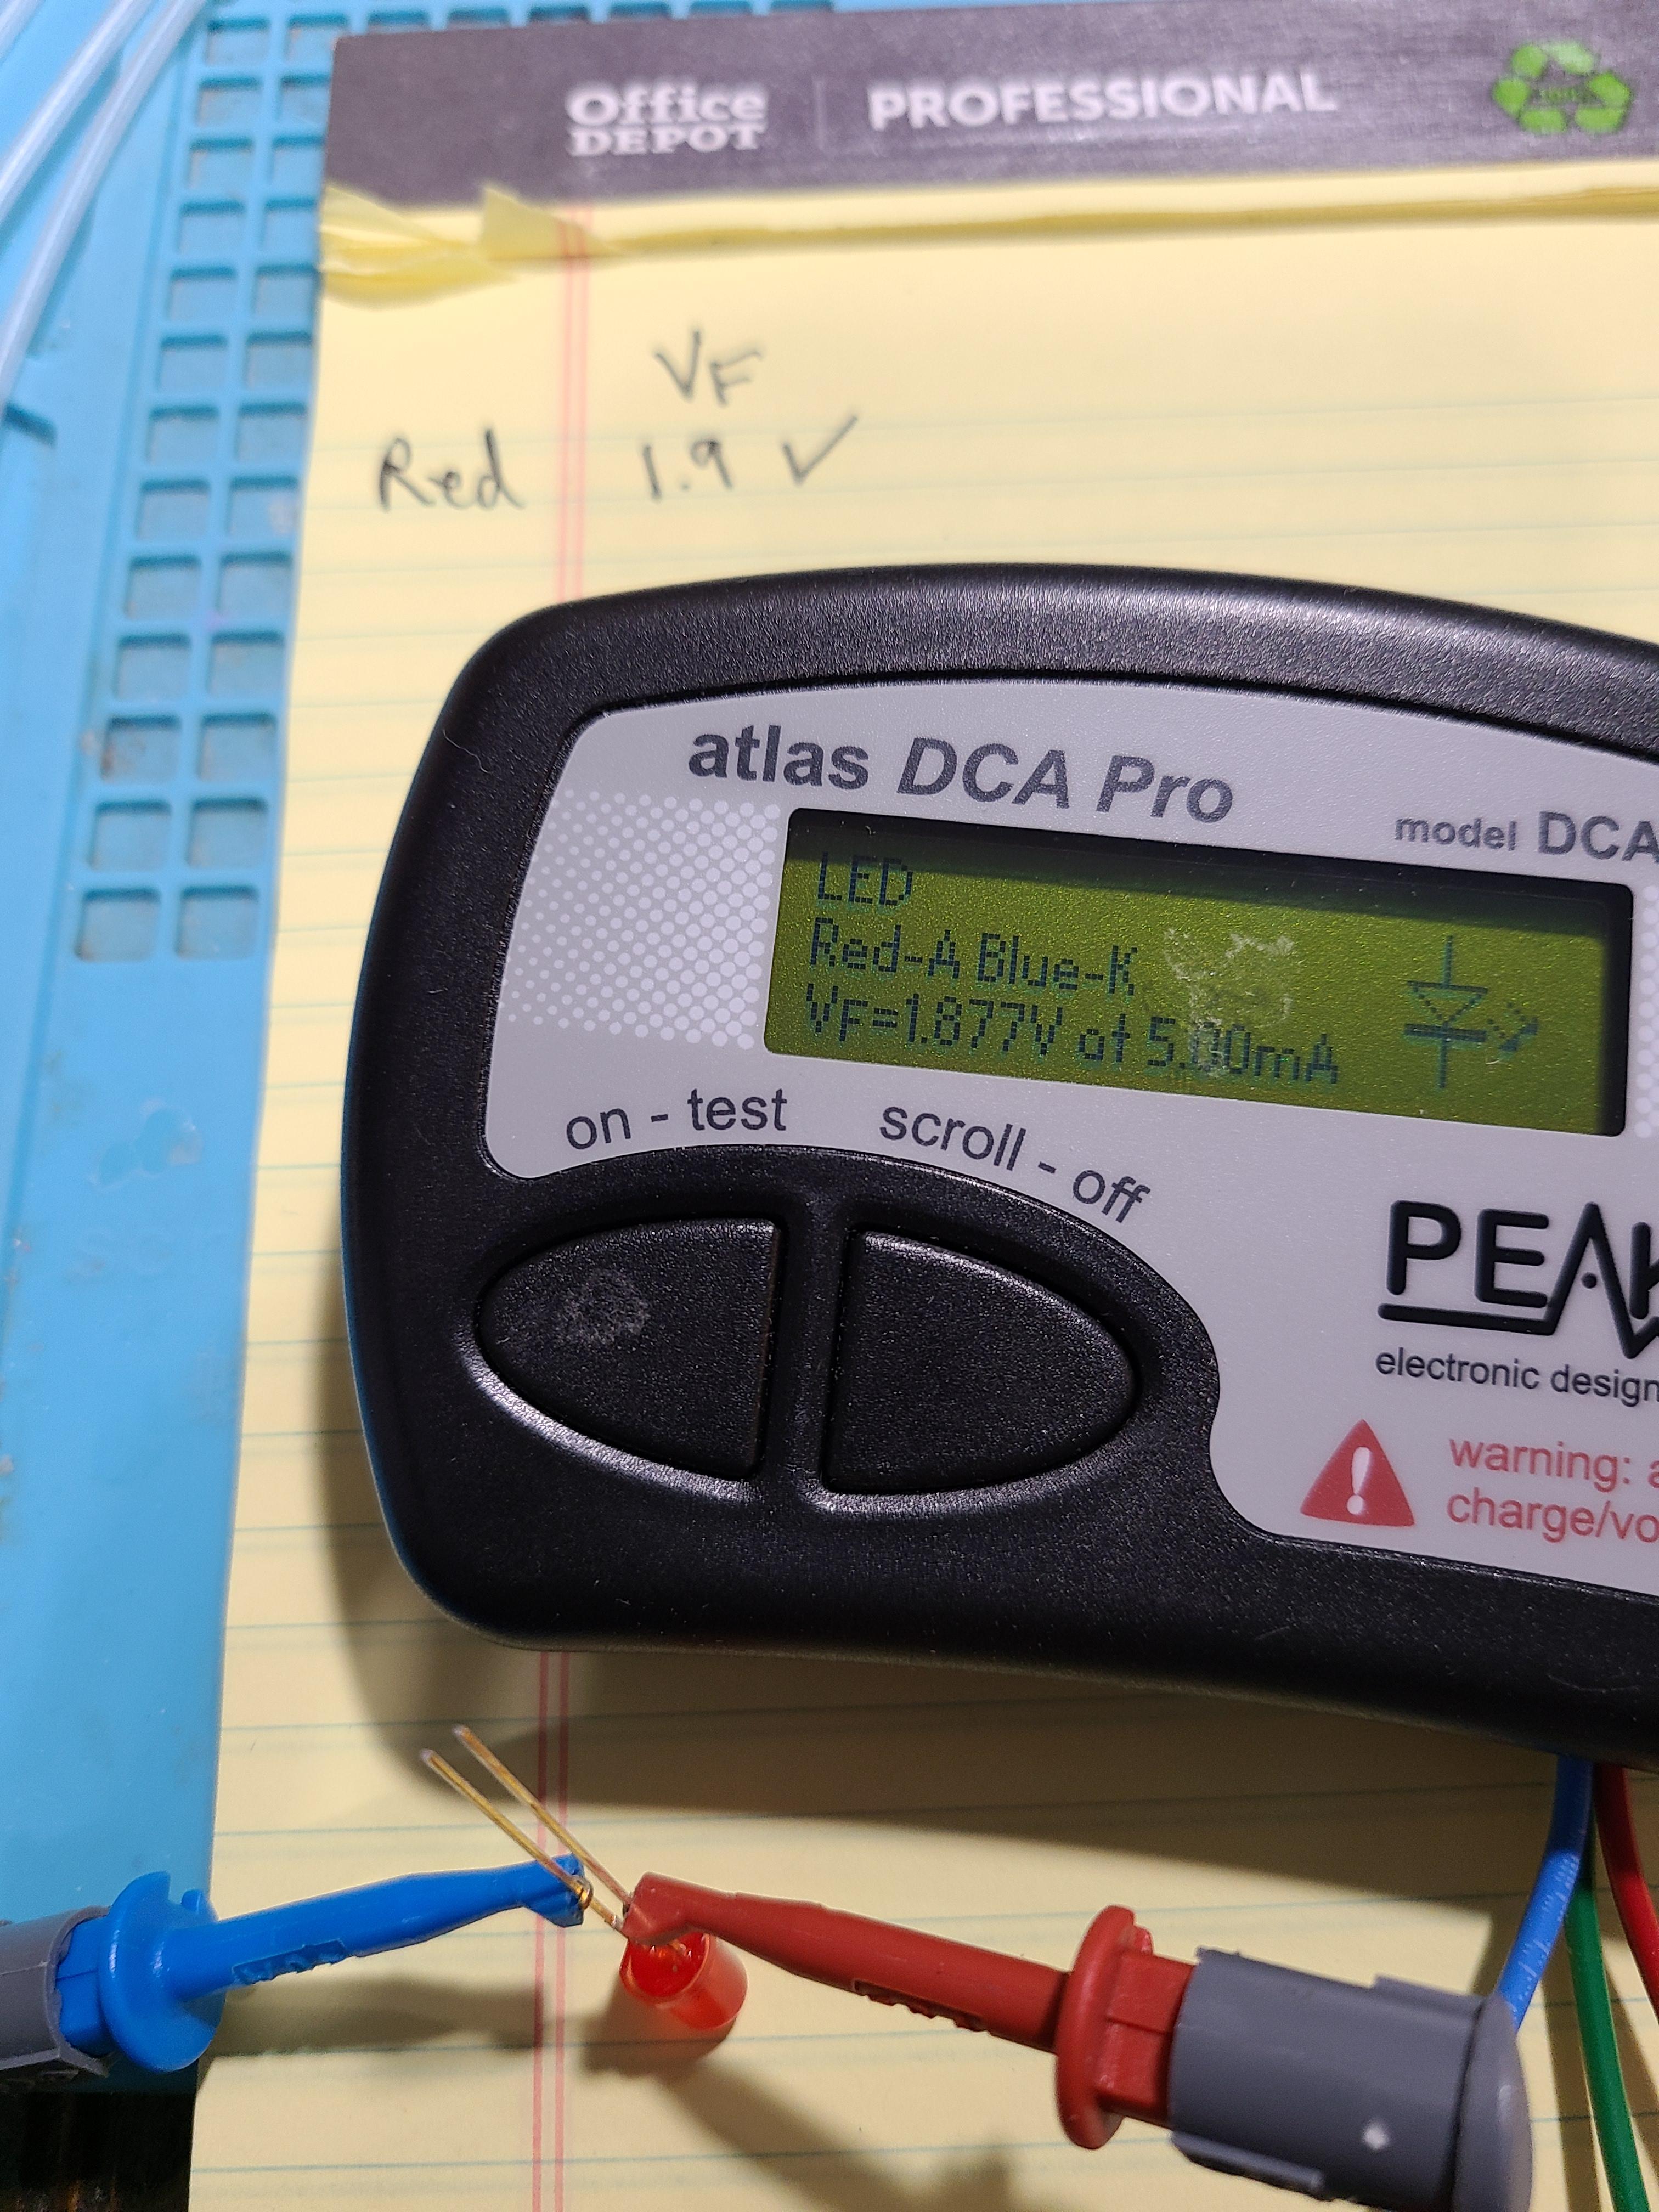 Office
DEPOT
PROFESSIONAL
VF
Red 1.9 ✓
atlas DCA Pro
model DCA
LED
Red-A Blue-K
VF=1.877V at 5.00mA
on - test scroll - off
PEAK
electronic design
warning: a
charge/vo